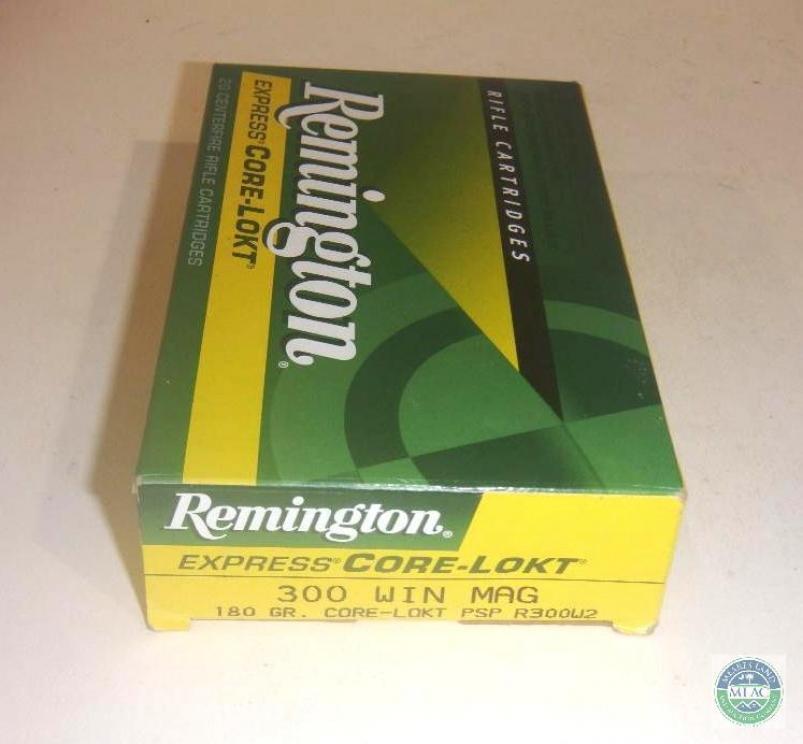 RIFLE CARTRIDGES
Remington®
EXPRESS® CORE-LOKT®
20 CENTERFIRE RIFLE CARTRIDGES
Remington®
EXPRESS® CORE-LOKT®
300 WIN MAG
180 GR. CORE-LOKT PSP R300W2
MLAC